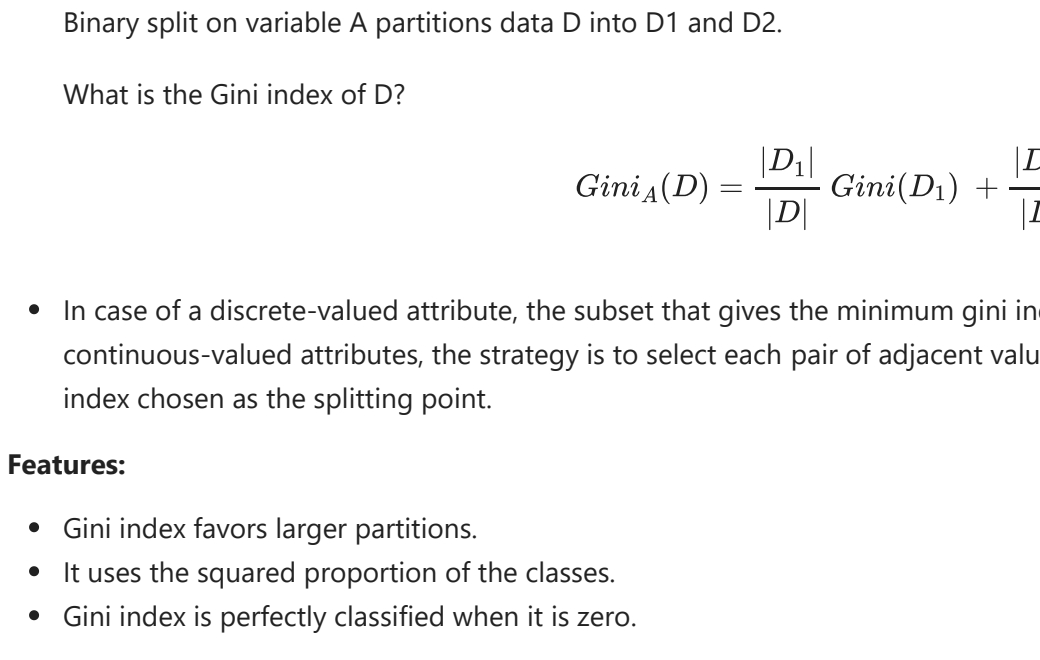 Binary split on variable A partitions data D into D1 and D2.
What is the Gini index of D?
Gini_A(D) = |D_1|/|D| Gini(D_1) +
• In case of a discrete-valued attribute, the subset that gives the minimum gini
continuous-valued attributes, the strategy is to select each pair of adjacent
index chosen as the splitting point.
Features:
• Gini index favors larger partitions.
• It uses the squared proportion of the classes.
• Gini index is perfectly classified when it is zero.